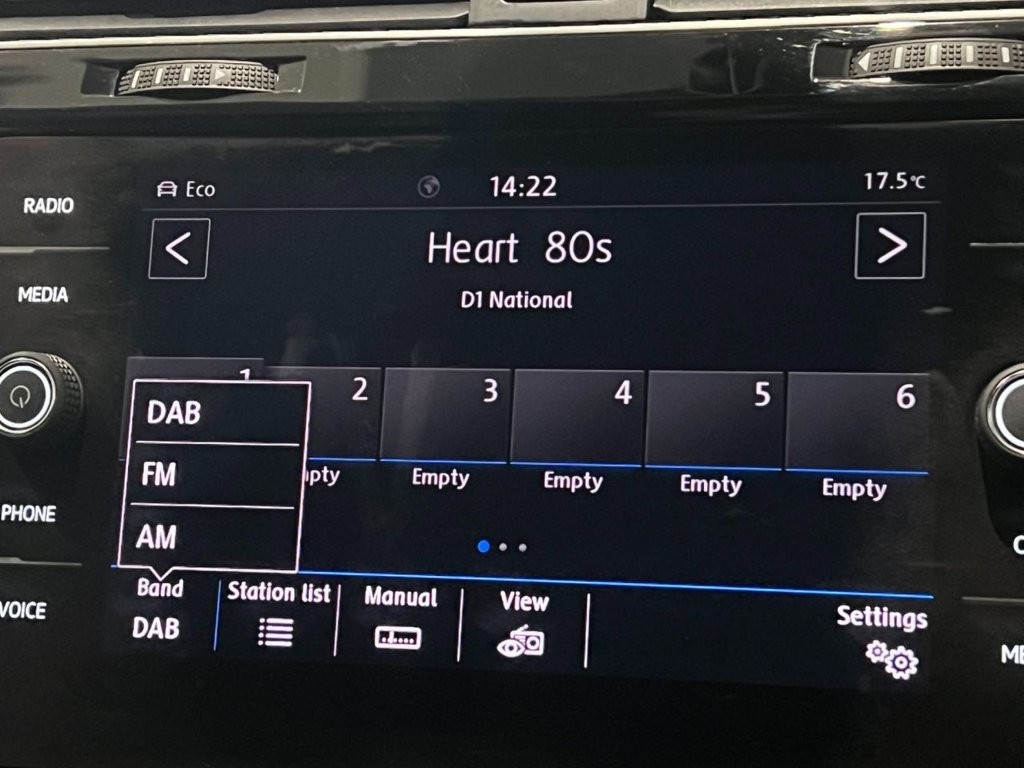 RADIO
MEDIA
PHONE
VOICE
Eco
14:22
17.5°C
Heart 80s
D1 National
1
2
3
4
5
6
Empty
Empty
Empty
Empty
DAB
FM
AM
Band
DAB
Station list
Manual
View
Settings